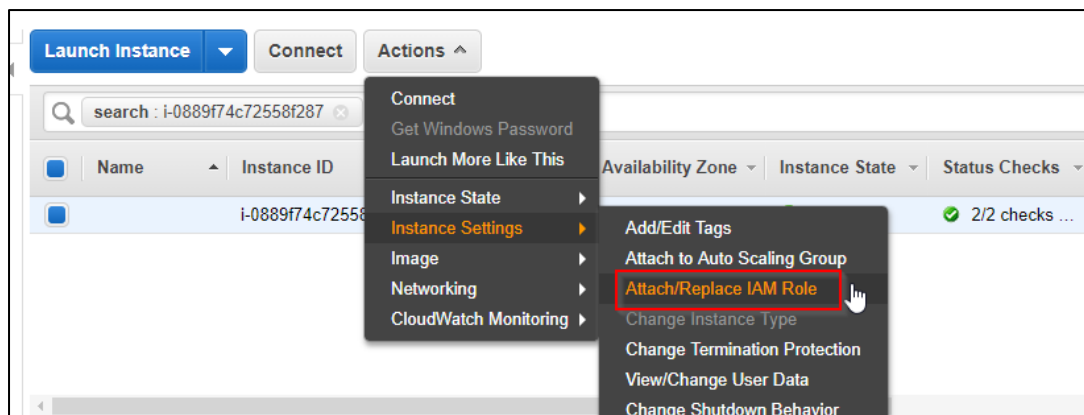 Launch Instance Connect Actions
search : i-0889f74c72558f287
Connect
Get Windows Password
Launch More Like This
Name Instance ID Availability Zone Instance State Status Checks
Instance State
i-0889f74c7255 2/2 checks ...
Instance Settings Add/Edit Tags
Image Attach to Auto Scaling Group
Networking Attach/Replace IAM Role
CloudWatch Monitoring Change Instance Type
Change Termination Protection
View/Change User Data
Change Shutdown Behavior